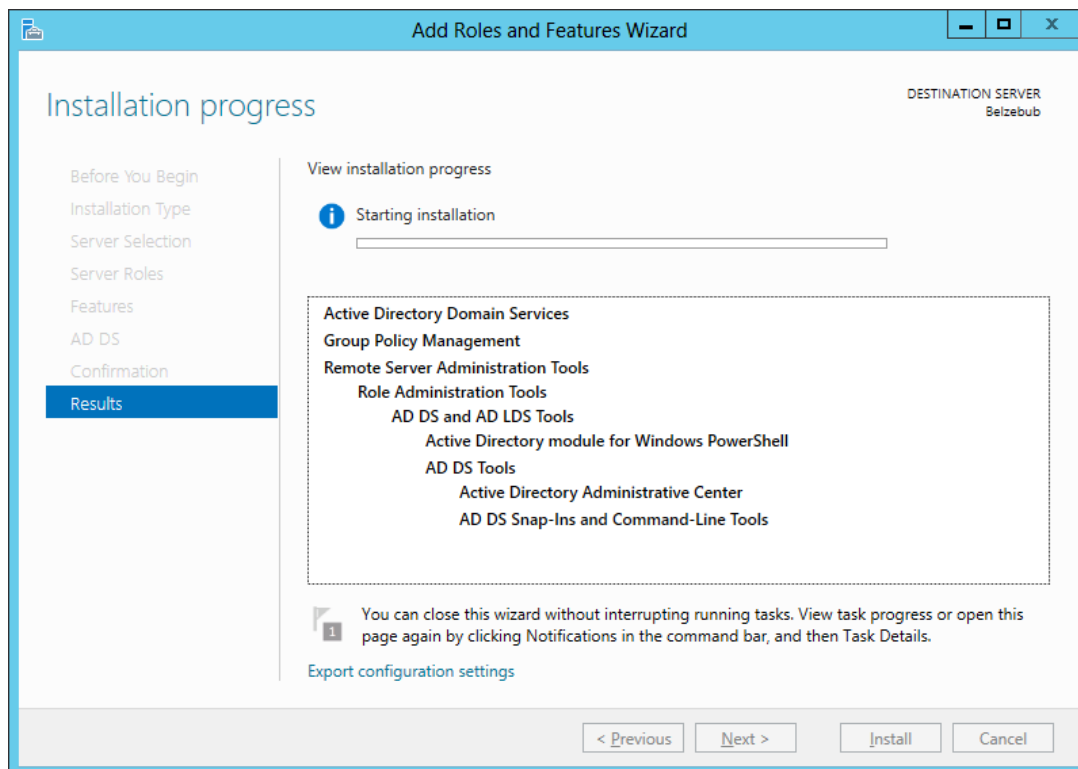 Add Roles and Features Wizard
Installation progress
DESTINATION SERVER
Belzebub
Before You Begin
Installation Type
Server Selection
Server Roles
Features
AD DS
Confirmation
Results
View installation progress
Starting installation
Active Directory Domain Services
Group Policy Management
Remote Server Administration Tools
Role Administration Tools
AD DS and AD LDS Tools
Active Directory module for Windows PowerShell
AD DS Tools
Active Directory Administrative Center
AD DS Snap-Ins and Command-Line Tools
1
You can close this wizard without interrupting running tasks. View task progress or open this
page again by clicking Notifications in the command bar, and then Task Details.
Export configuration settings
< Previous
Next >
Install
Cancel